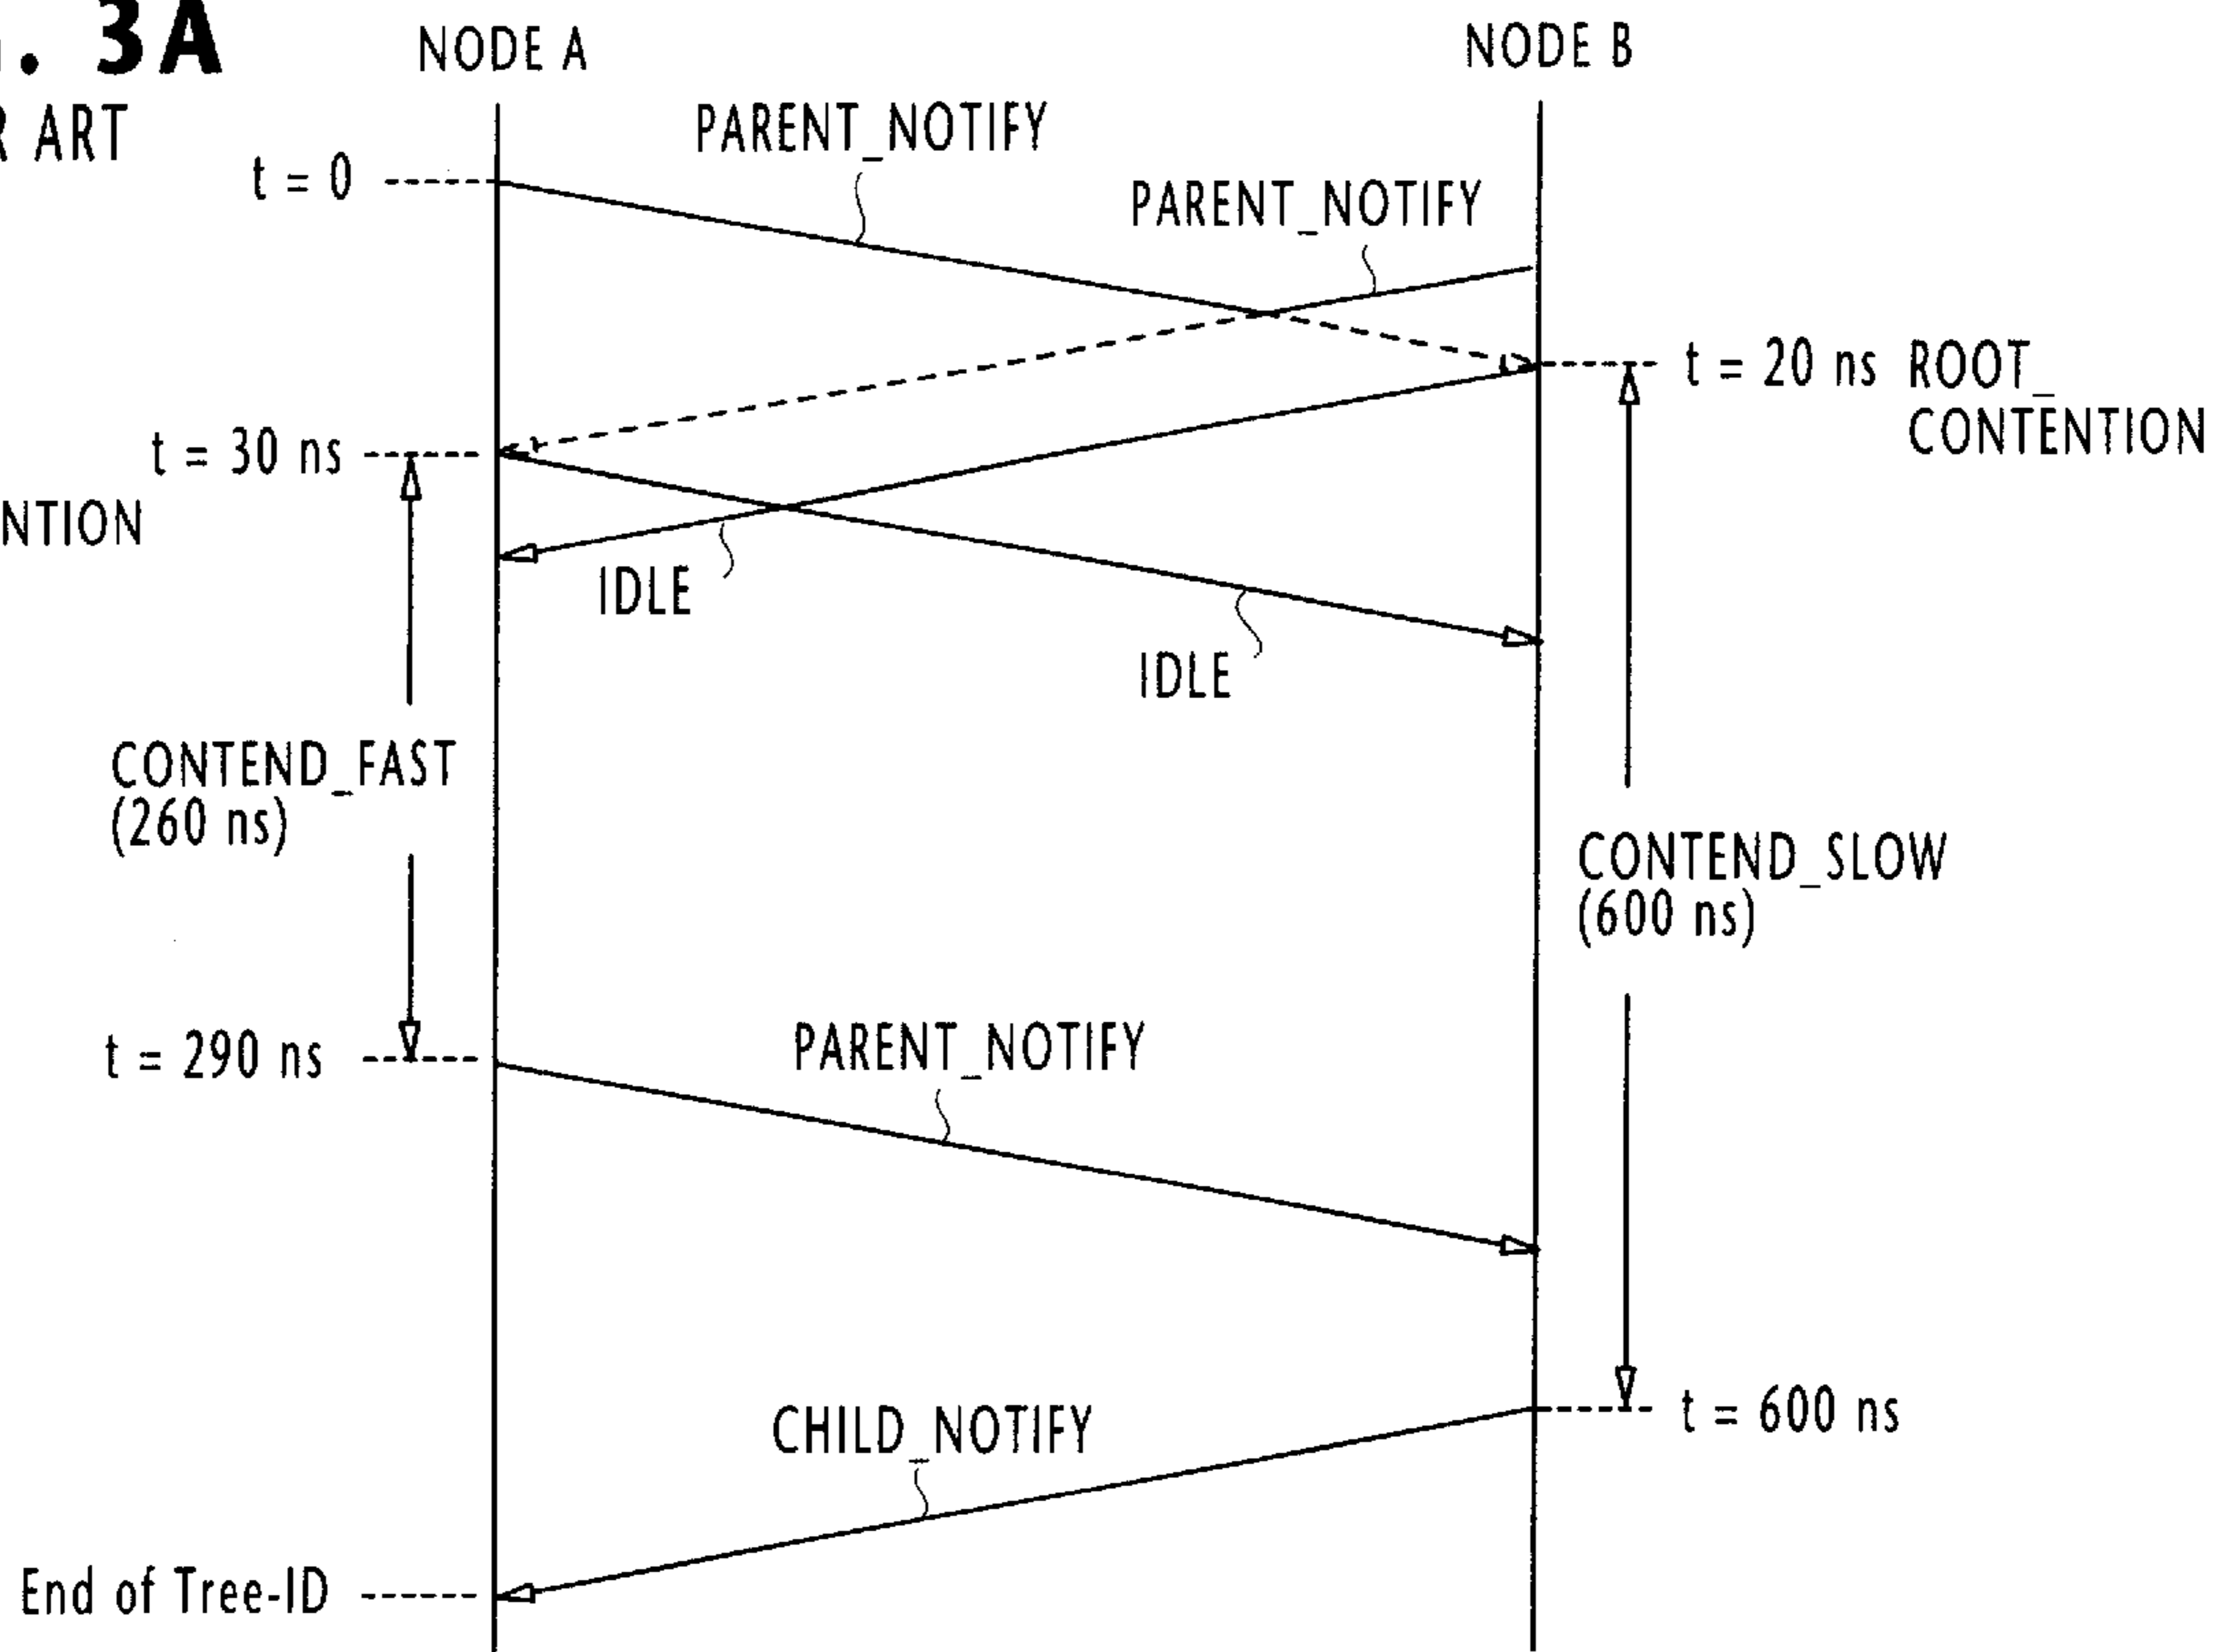 3A
NODE A
NODE B
ART
PARENT_NOTIFY
t = 0
PARENT_NOTIFY
t = 20 ns ROOT_
CONTENTION
t = 30 ns
NTION
IDLE
IDLE
CONTEND_FAST
(260 ns)
CONTEND_SLOW
(600 ns)
PARENT_NOTIFY
t = 290 ns
CHILD_NOTIFY
t = 600 ns
End of Tree-ID